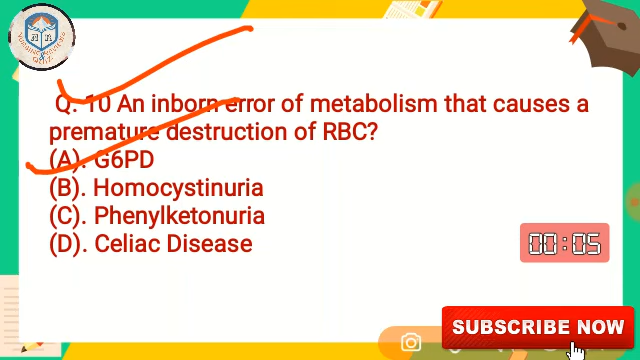 Q. 10 An inborn error of metabolism that causes a
premature destruction of RBC?
(A). G6PD
(B). Homocystinuria
(C). Phenylketonuria
(D). Celiac Disease
00:05
SUBSCRIBE NOW